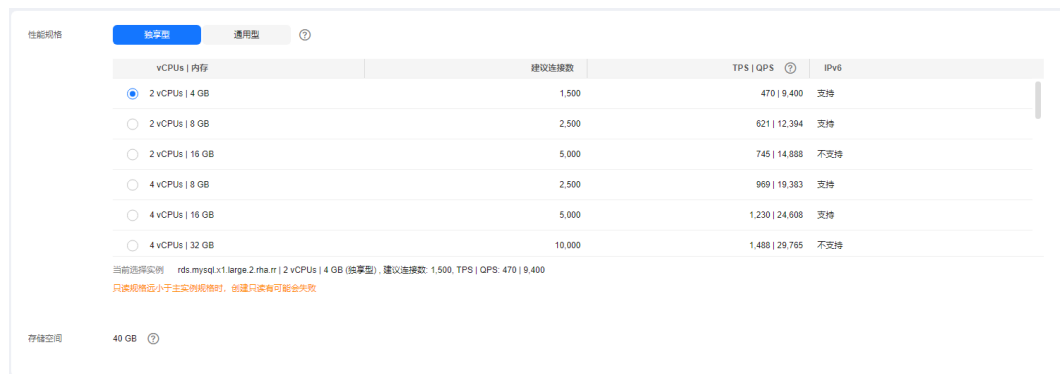 性能规格 独享型 通用型
vCPUs | 内存 建议连接数 TPS | QPS IPv6
2 vCPUs | 4 GB 1,500 470 | 9,400 支持
2 vCPUs | 8 GB 2,500 621 | 12,394 支持
2 vCPUs | 16 GB 5,000 745 | 14,888 不支持
4 vCPUs | 8 GB 2,500 969 | 19,383 支持
4 vCPUs | 16 GB 5,000 1,230 | 24,608 支持
4 vCPUs | 32 GB 10,000 1,488 | 29,765 不支持
当前选择实例 rds.mysql.x1.large.2.rha.rr | 2 vCPUs | 4 GB (独享型) , 建议连接数: 1,500, TPS | QPS: 470 | 9,400
只读规格远小于主实例规格时，创建只读有可能会失败
存储空间 40 GB